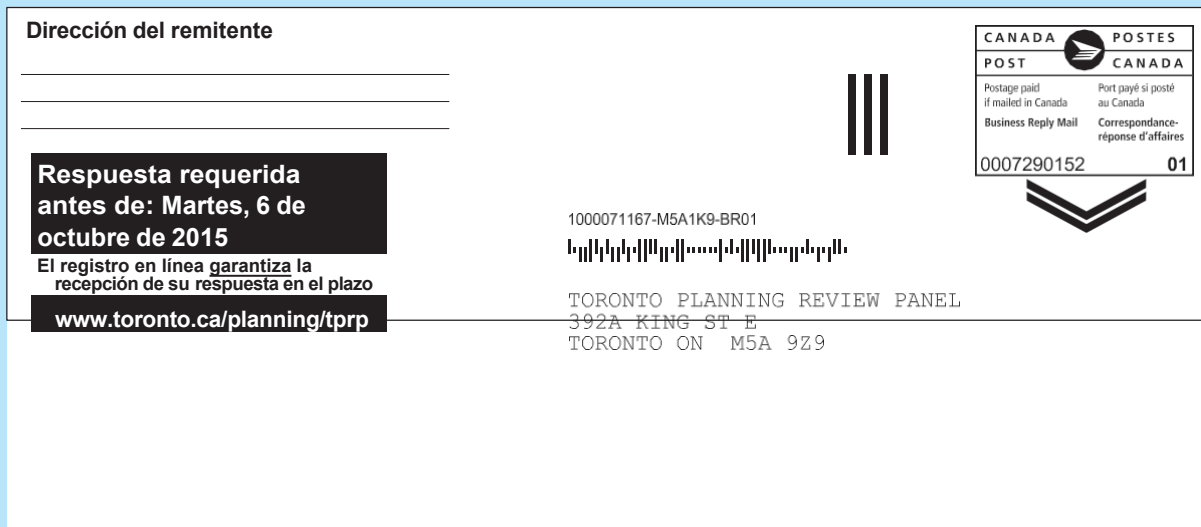 Dirección del remitente
CANADA POSTES
POST CANADA
Postage paid
if mailed in Canada
Port payé si posté
au Canada
Business Reply Mail
Correspondance-
réponse d'affaires
0007290152 01
Respuesta requerida
antes de: Martes, 6 de
octubre de 2015
El registro en línea garantiza la
recepción de su respuesta en el plazo
www.toronto.ca/planning/tprp
1000071167-M5A1K9-BR01
TORONTO PLANNING REVIEW PANEL
392A KING ST E
TORONTO ON M5A 9Z9